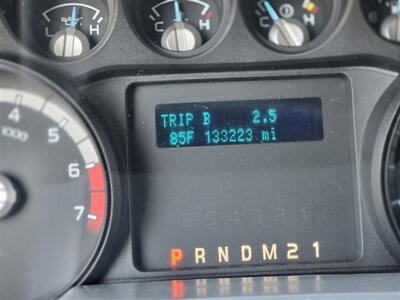 L H C H H
TRIP B 2.5
85F 133223 mi
4
1000
5
6
7
P R N D M 2 1